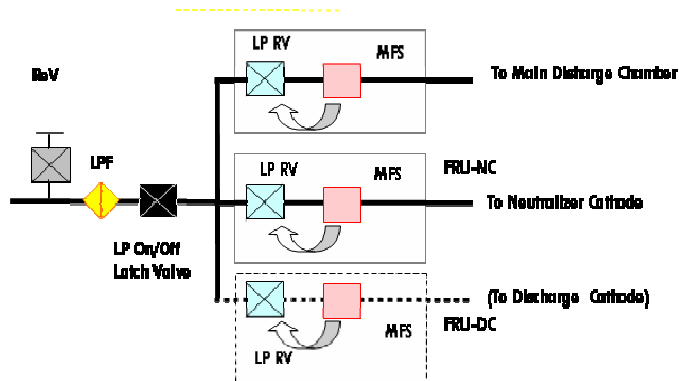 LP RV
MFS
To Main Discharge Chamber
ReV
LPF
LP RV
MFS
FRU-NC
To Neutralizer Cathode
LP On/Off
Latch Valve
(To Discharge Cathode)
MFS
FRU-DC
LP RV